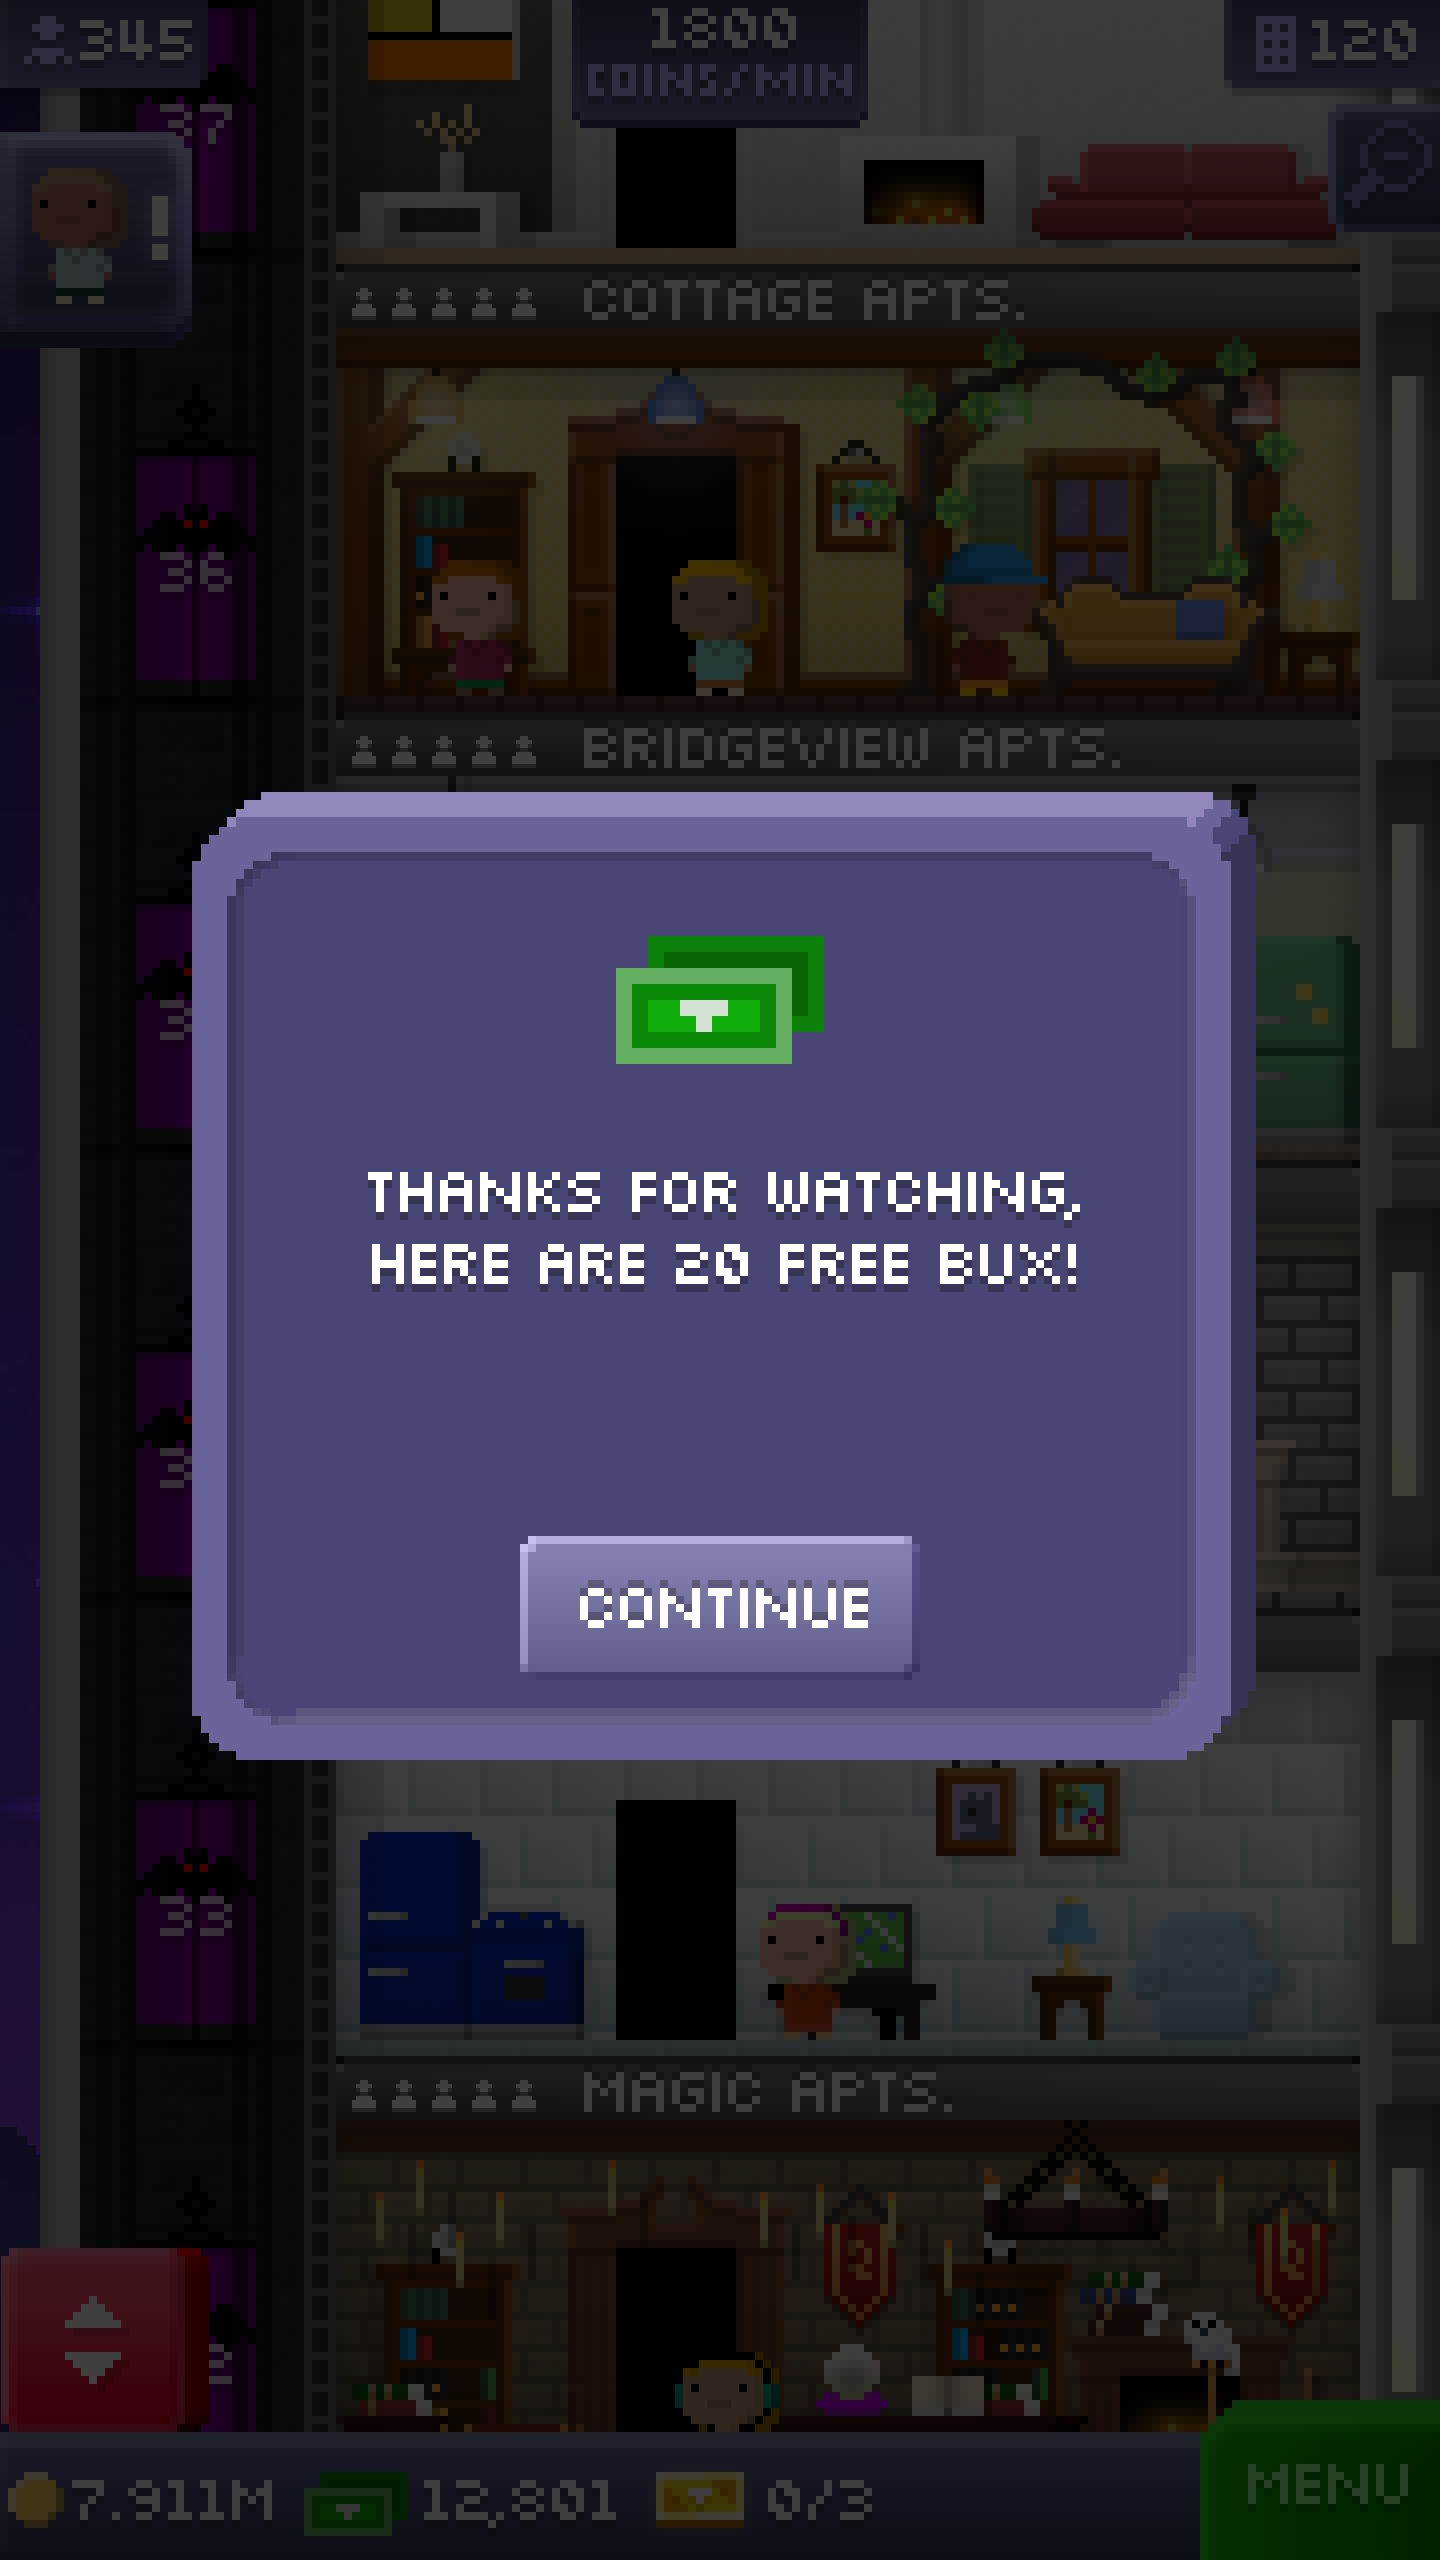 345
1800
COINS/MIN
120
37
!
COTTAGE APTS.
36
BRIDGEVIEW APTS.
THANKS FOR WATCHING,
HERE ARE 20 FREE BUX!
CONTINUE
33
MAGIC APTS.
7.911M
12,801
0/3
MENU